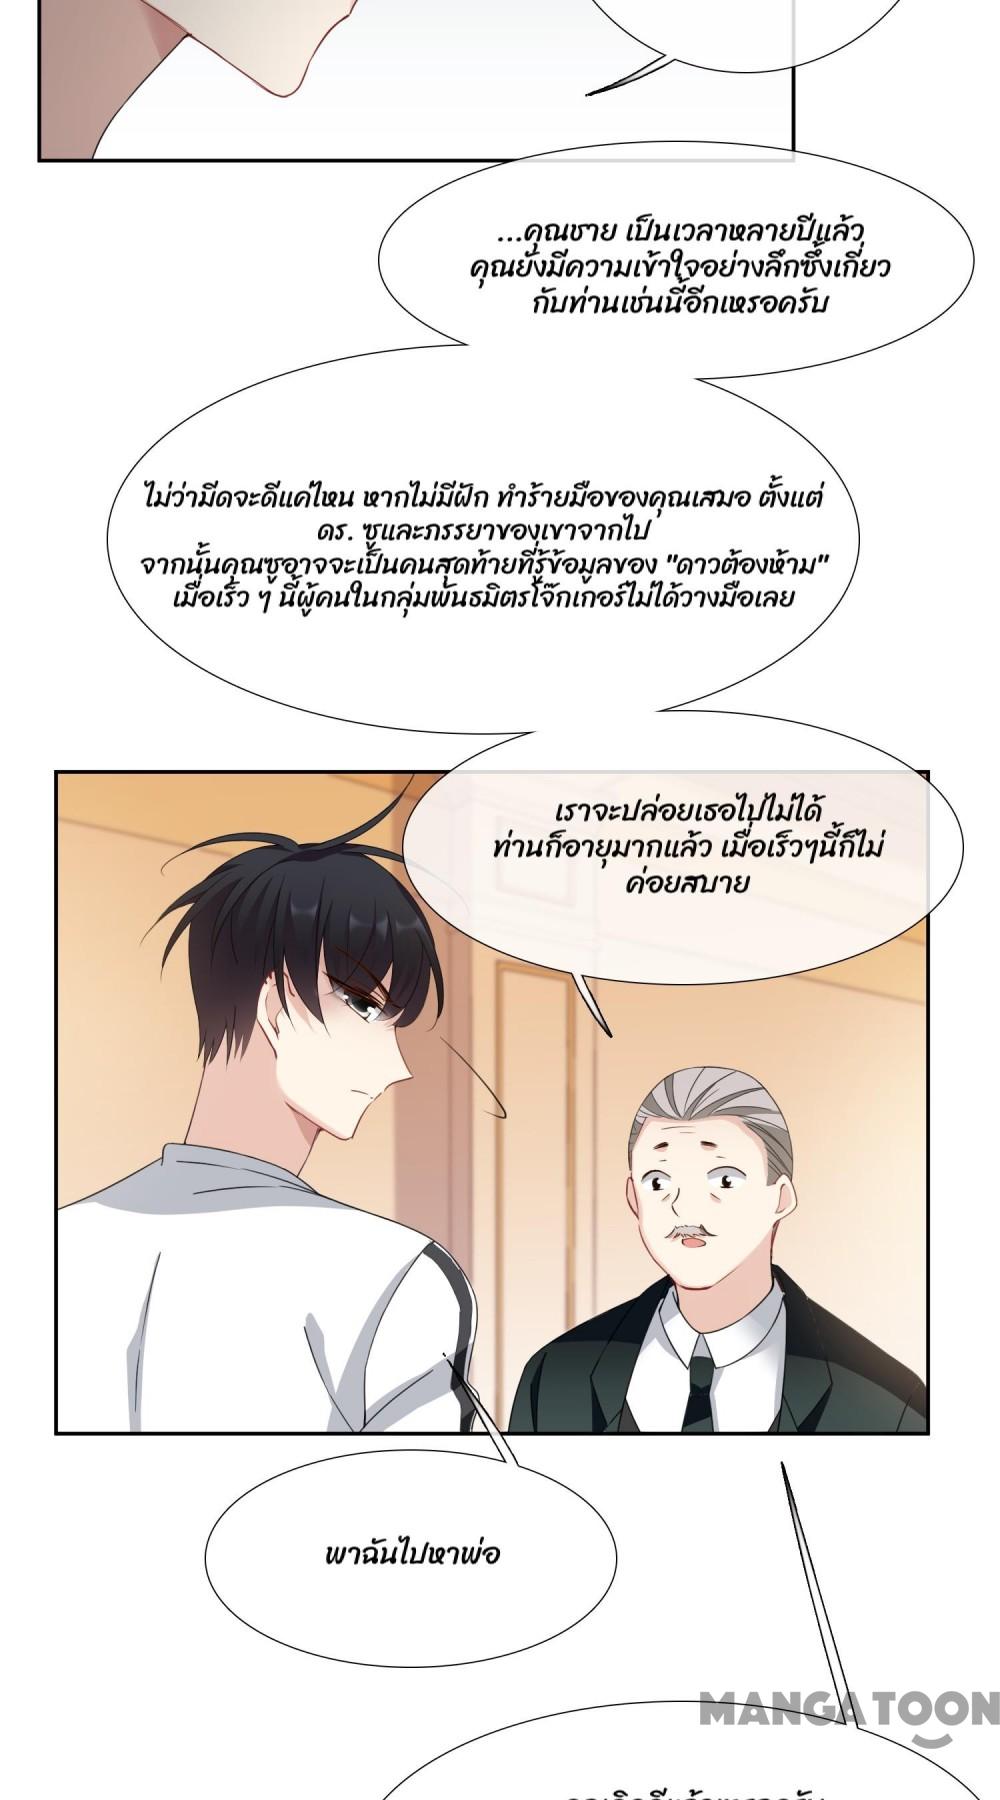 ...คุณชาย เป็นเวลาหลายปีแล้ว
คุณยังมีความเข้าใจอย่างลึกซึ้งเกี่ยว
กับท่านเช่นนี้อีกเหรอครับ
ไม่ว่ามีดจะดีแค่ไหน หากไม่มีฝัก ทำร้ายมือของคุณเสมอ ตั้งแต่
ดร. ซูและภรรยาของเขาจากไป
จากนั้นคุณซูอาจจะเป็นคนสุดท้ายที่รู้ข้อมูลของ "ดาวต้องห้าม"
เมื่อเร็ว ๆ นี้ผู้คนในกลุ่มพันธมิตรโจ๊กเกอร์ไม่ได้วางมือเลย
เราจะปล่อยเธอไปไม่ได้
ท่านก็อายุมากแล้ว เมื่อเร็วๆนี้ก็ไม่
ค่อยสบาย
พาฉันไปหาพ่อ
MANGATOON